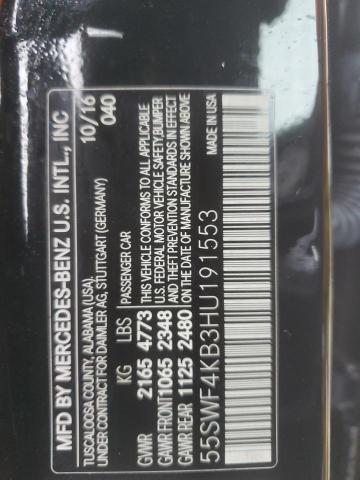 MFD BY MERCEDES-BENZ U.S. INTL., INC
TUSCALOOSA COUNTY, ALABAMA (USA),
UNDER CONTRACT FOR DAIMLER AG, STUTTGART (GERMANY)
10/16
040
KG LBS PASSENGER CAR
GVWR 2165 4773 THIS VEHICLE CONFORMS TO ALL APPLICABLE
GAWR FRONT 1065 2348 U.S. FEDERAL MOTOR VEHICLE SAFETY, BUMPER
GAWR REAR 1125 2480 AND THEFT PREVENTION STANDARDS IN EFFECT
ON THE DATE OF MANUFACTURE SHOWN ABOVE
55SWF4KB3HU191553 MADE IN USA